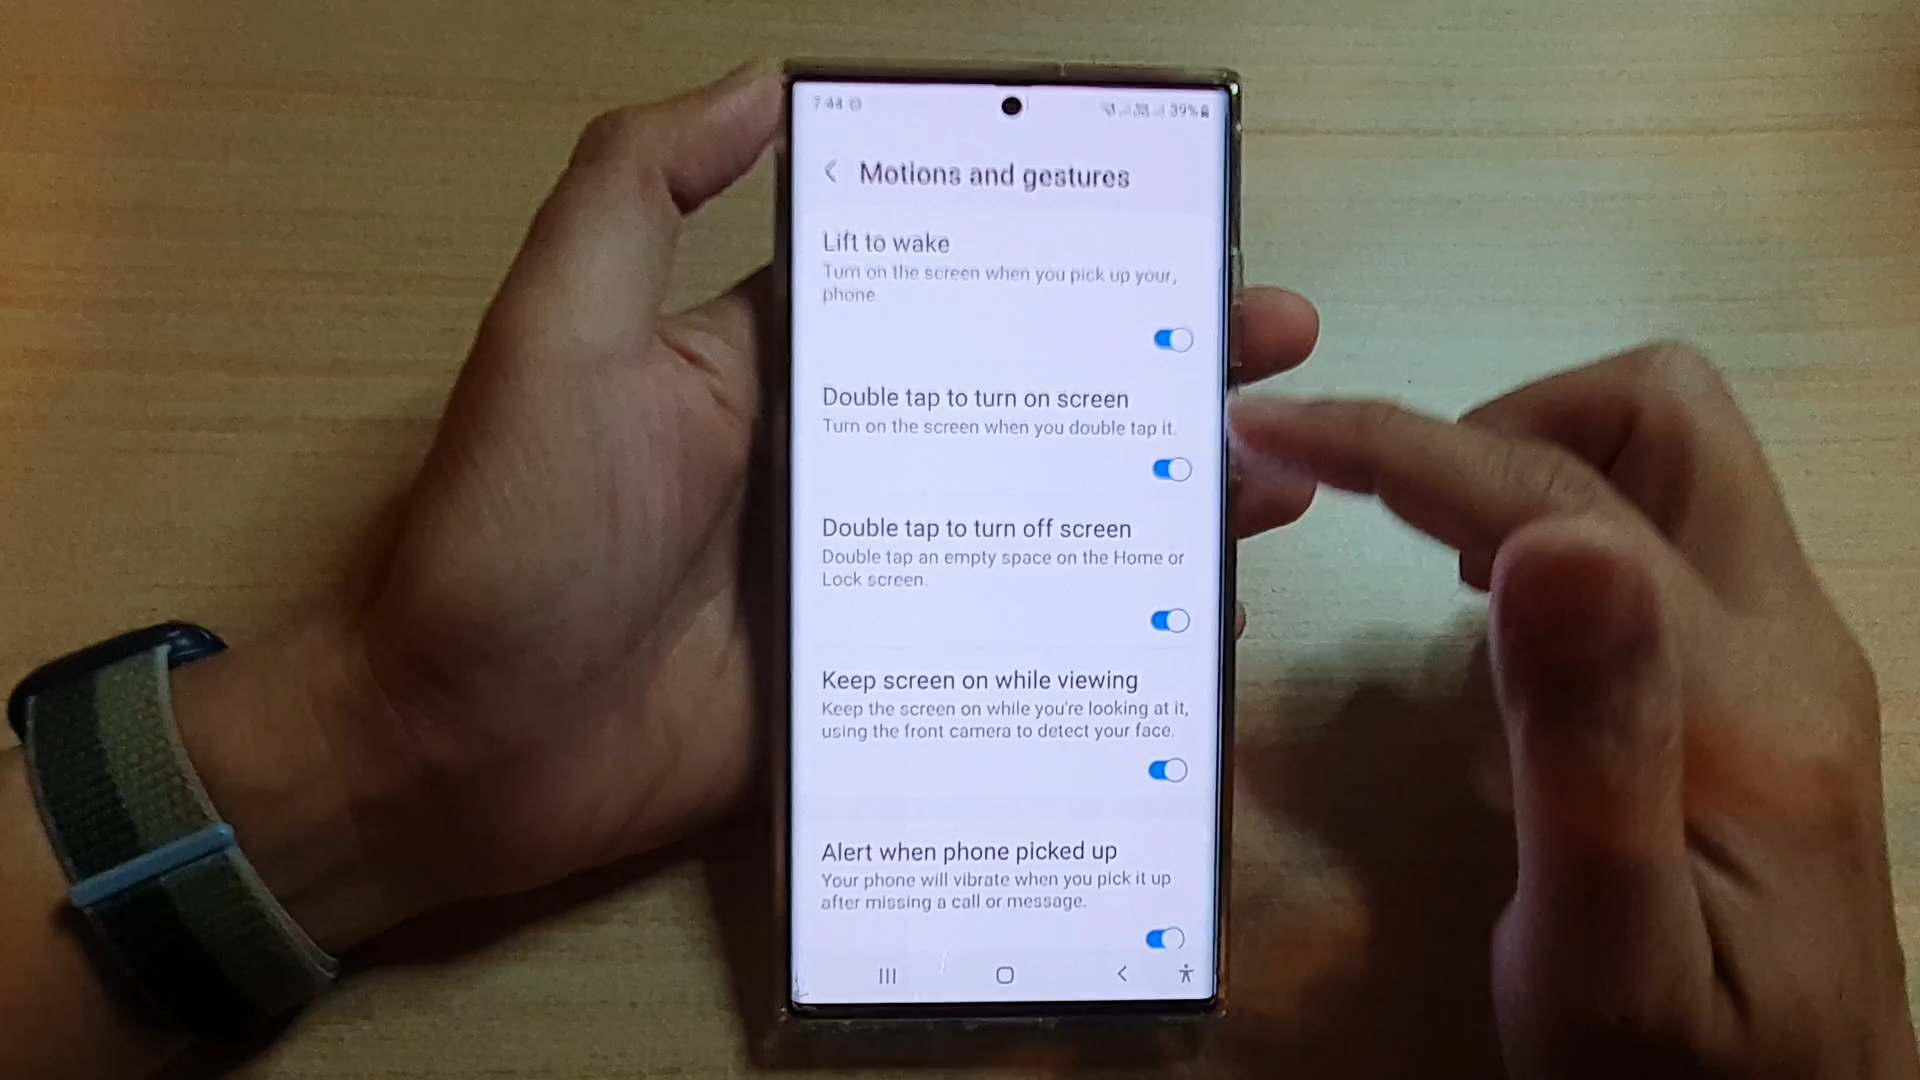 7:44
39%
Motions and gestures
Lift to wake
Turn on the screen when you pick up your,
phone.
Double tap to turn on screen
Turn on the screen when you double tap it.
Double tap to turn off screen
Double tap an empty space on the Home or
Lock screen.
Keep screen on while viewing
Keep the screen on while you're looking at it,
using the front camera to detect your face.
Alert when phone picked up
Your phone will vibrate when you pick it up
after missing a call or message.